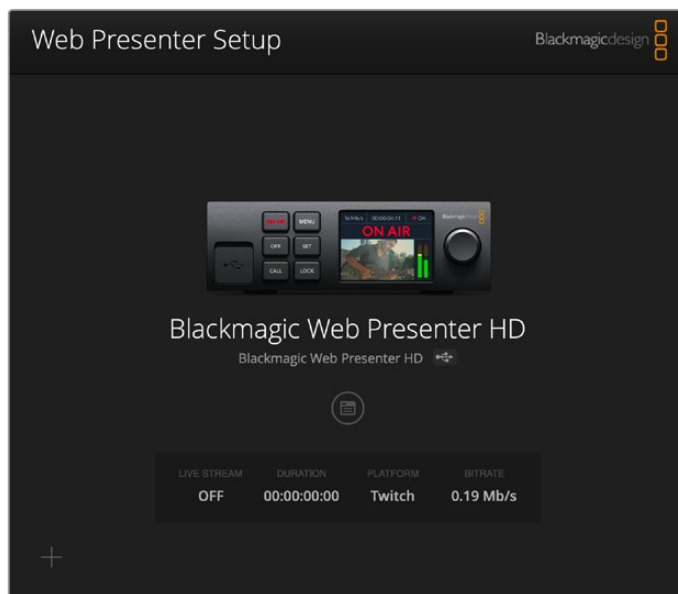 Web Presenter Setup
Blackmagicdesign
ON AIR MENU
OFF SET
CALL LOCK
ON AIR
Blackmagic Web Presenter HD
Blackmagic Web Presenter HD
LIVE STREAM DURATION PLATFORM BITRATE
OFF 00:00:00:00 Twitch 0.19 Mb/s